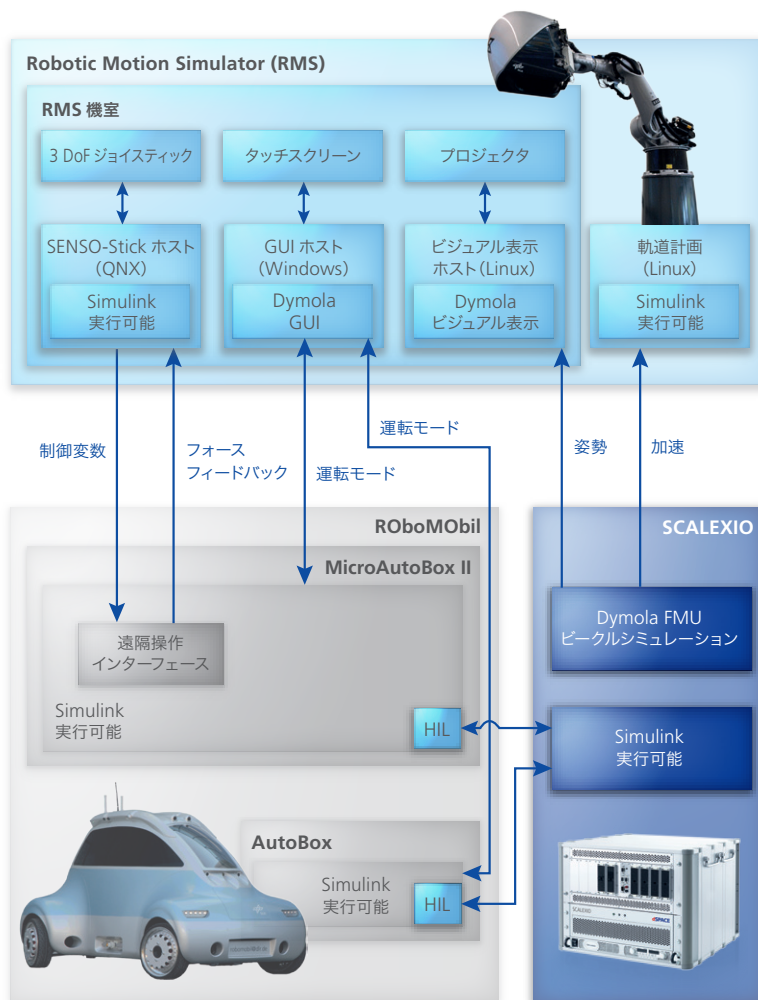 Robotic Motion Simulator (RMS)
RMS 機室
3 DoF ジョイスティック
タッチスクリーン
プロジェクタ
SENSO-Stick ホスト
(QNX)
Simulink
実行可能
GUI ホスト
(Windows)
Dymola
GUI
ビジュアル表示
ホスト(Linux)
Dymola
ビジュアル表示
軌道計画
(Linux)
Simulink
実行可能
制御変数
フォース
フィードバック
運転モード
運転モード
姿勢
加速
ROboMObil
MicroAutoBox II
遠隔操作
インターフェース
Simulink
実行可能
HIL
AutoBox
Simulink
実行可能
HIL
SCALEXIO
Dymola FMU
ビークルシミュレーション
Simulink
実行可能
SCALEXIO
dSPACE